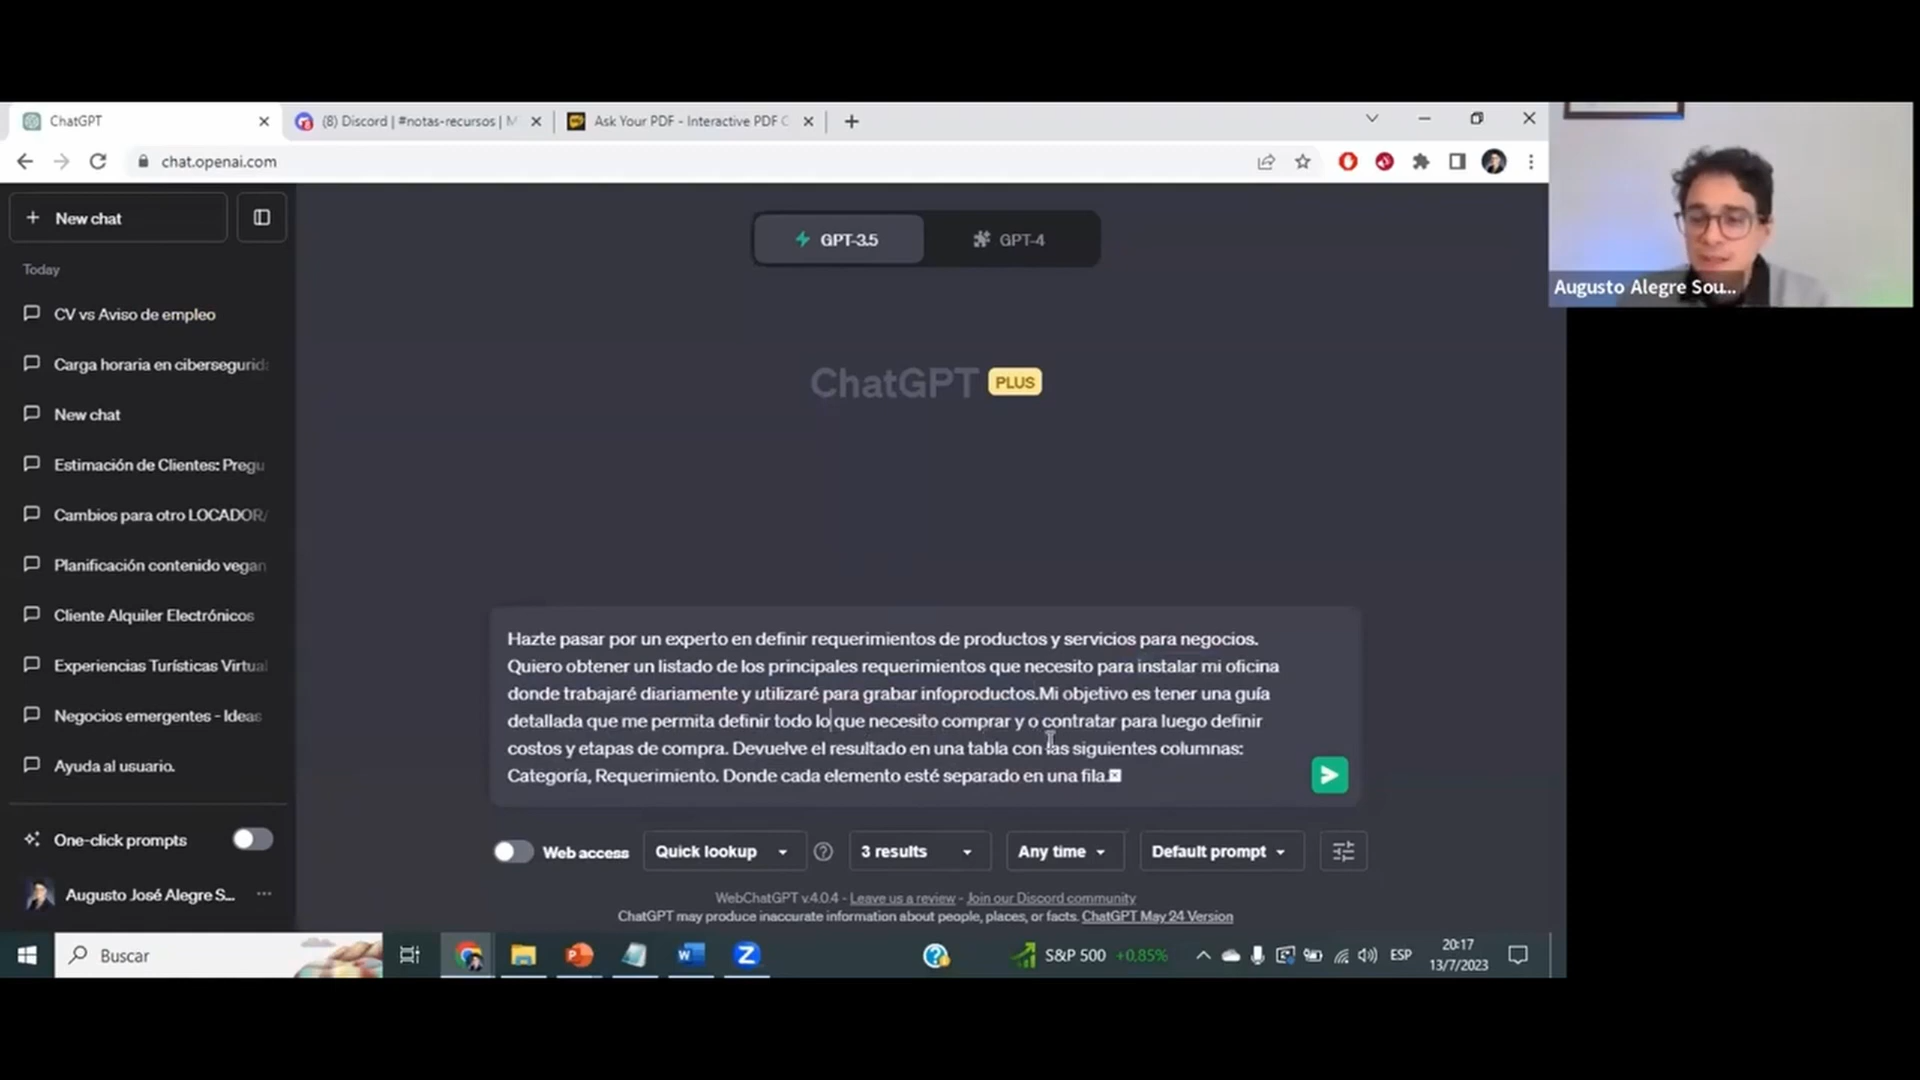 ChatGPT
(8) Discord | #notas-recursos | M
Ask Your PDF - Interactive PDF C
chat.openai.com
Augusto Alegre Sou...
New chat
Today
CV vs Aviso de empleo
Carga horaria en cibersegurida
New chat
Estimación de Clientes: Pregu
Cambios para otro LOCADOR/
Planificación contenido vegan
Cliente Alquiler Electrónicos
Experiencias Turísticas Virtual
Negocios emergentes - Ideas
Ayuda al usuario.
One-click prompts
Augusto José Alegre S...
GPT-3.5
GPT-4
ChatGPT PLUS
Hazte pasar por un experto en definir requerimientos de productos y servicios para negocios.
Quiero obtener un listado de los principales requerimientos que necesito para instalar mi oficina
donde trabajaré diariamente y utilizaré para grabar infoproductos.Mi objetivo es tener una guía
detallada que me permita definir todo lo que necesito comprar y o contratar para luego definir
costos y etapas de compra. Devuelve el resultado en una tabla con las siguientes columnas:
Categoría, Requerimiento. Donde cada elemento esté separado en una fila.
Web access
Quick lookup
3 results
Any time
Default prompt
WebChatGPT v.4.0.4 - Leave us a review - Join our Discord community
ChatGPT may produce inaccurate information about people, places, or facts. ChatGPT May 24 Version
Buscar
S&P 500 +0,85%
ESP
20:17
13/7/2023